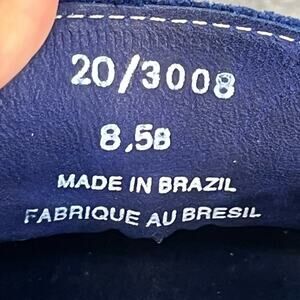 20/3008
8,5B
MADE IN BRAZIL
FABRIQUE AU BRESIL